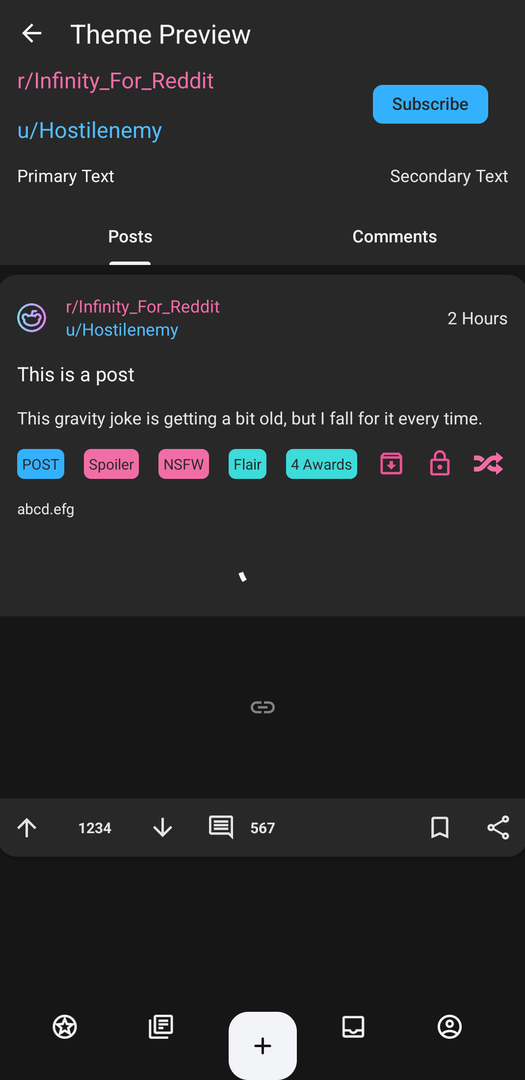 Theme Preview
r/Infinity_For_Reddit
Subscribe
u/Hostilenemy
Primary Text
Secondary Text
Posts
Comments
r/Infinity_For_Reddit
u/Hostilenemy
2 Hours
This is a post
This gravity joke is getting a bit old, but I fall for it every time.
POST Spoiler NSFW Flair 4 Awards
abcd.efg
1234 567